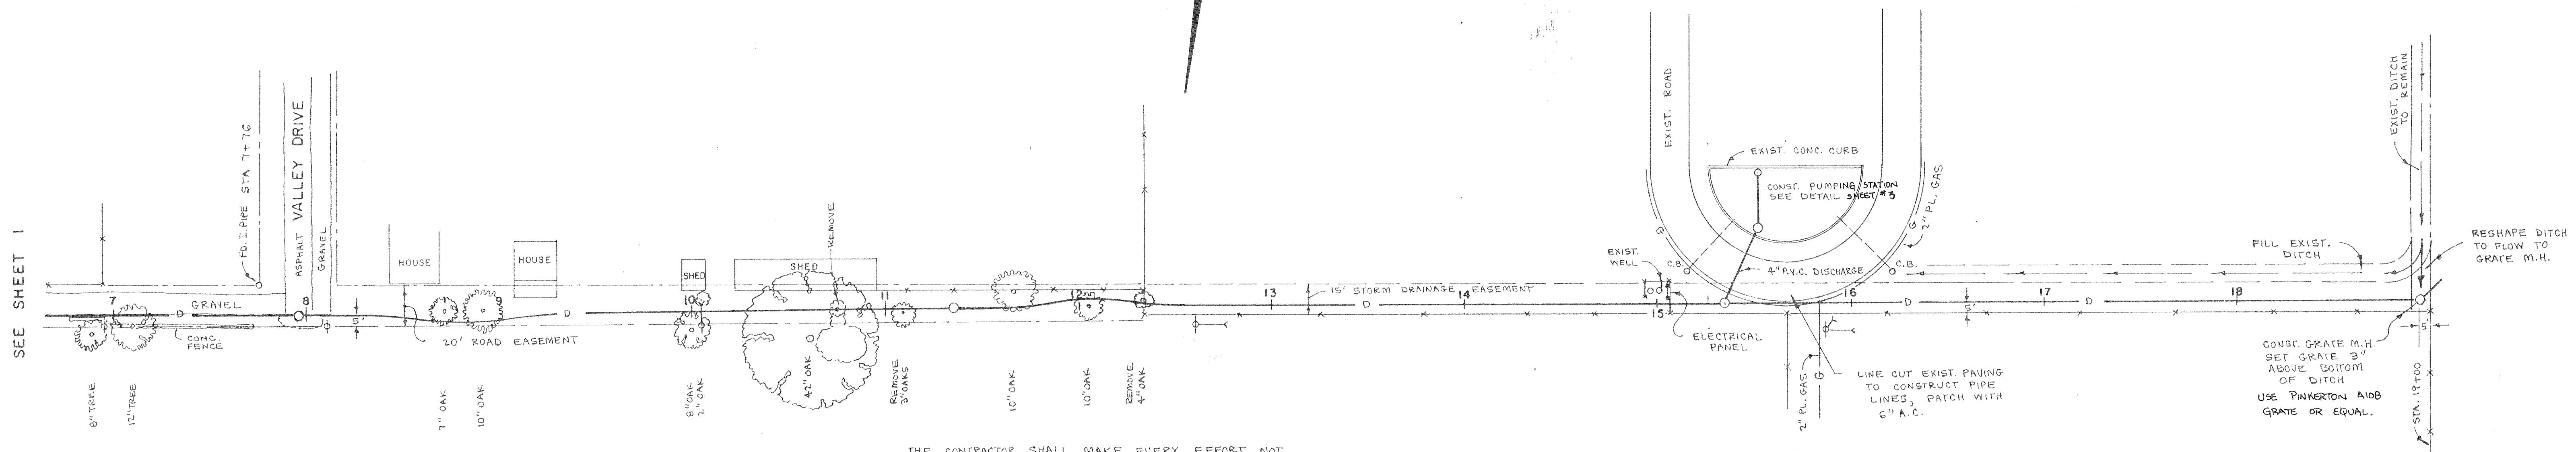 SEE SHEET 1
7
GRAVEL
D
CONC.
FENCE
8" TREE
12" TREE
FD. I. PIPE STA 7+76
ASPHALT
VALLEY DRIVE
GRAVEL
8
5'
HOUSE
20' ROAD EASEMENT
7" OAK
9
10" OAK
HOUSE
D
SHED
10
8" OAK
2" OAK
SHED
REMOVE
42" OAK
11
REMOVE
3" OAKS
10" OAK
12
10" OAK
REMOVE
4" OAK
13
15' STORM DRAINAGE EASEMENT
D
14
EXIST.
WELL
15
ELECTRICAL
PANEL
EXIST. ROAD
G
C.B.
EXIST. CONC. CURB
CONST. PUMPING STATION
SEE DETAIL SHEET #3
4" P.V.C. DISCHARGE
G
2" PL. GAS
C.B.
16
2" PL. GAS
G
LINE CUT EXIST. PAVING
TO CONSTRUCT PIPE
LINES, PATCH WITH
6" A.C.
D
5'
17
D
18
FILL EXIST.
DITCH
EXIST. DITCH
TO REMAIN
RESHAPE DITCH
TO FLOW TO
GRATE M.H.
5'
CONST. GRATE M.H.
SET GRATE 3"
ABOVE BOTTOM
OF DITCH
USE PINKERTON A10B
GRATE OR EQUAL.
STA. 19+00
THE CONTRACTOR SHALL MAKE EVERY EFFORT NOT